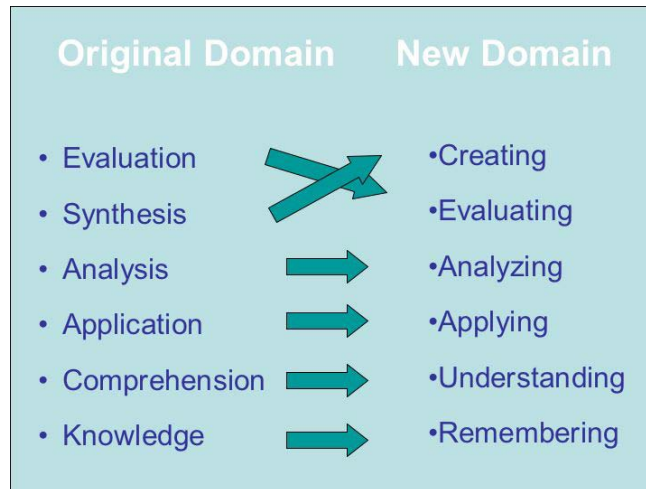 Original Domain
New Domain
• Evaluation
• Synthesis
• Analysis
• Application
• Comprehension
• Knowledge
•Creating
•Evaluating
•Analyzing
•Applying
•Understanding
•Remembering